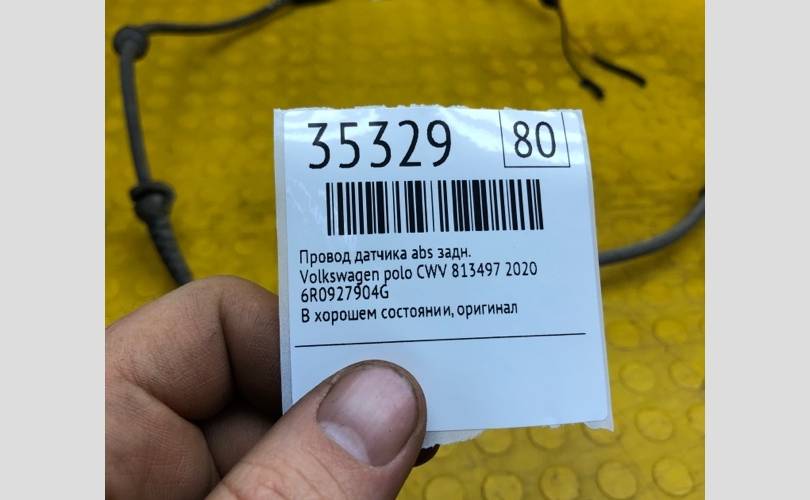 35329
80
Провод датчика abs задн.
Volkswagen polo CWV 813497 2020
6R0927904G
В хорошем состоянии, оригинал